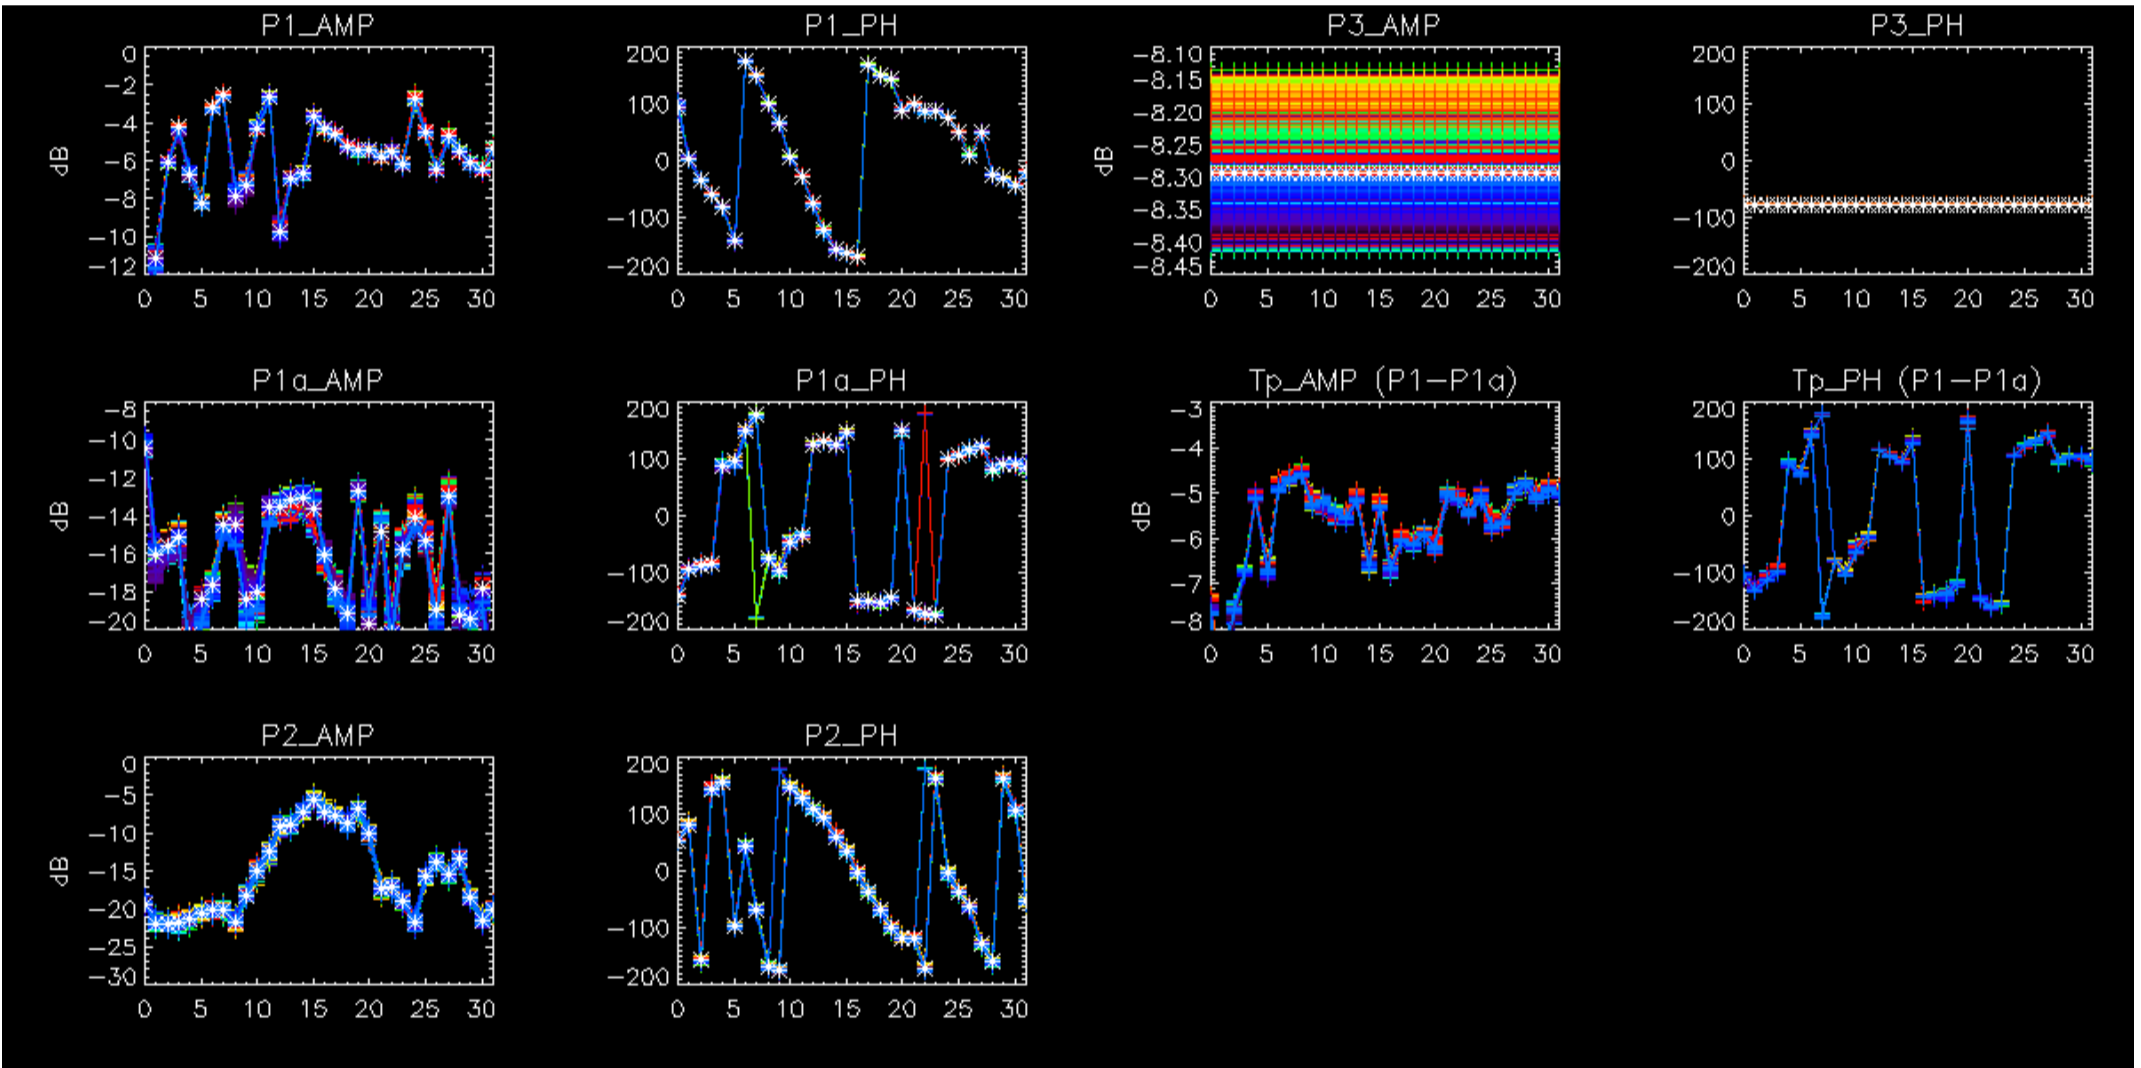 P1_AMP
0
−2
−4
−6
−8
−10
−12
dB
0 5 10 15 20 25 30
P1_PH
200
100
0
−100
−200
0 5 10 15 20 25 30
P3_AMP
−8.10
−8.15
−8.20
−8.25
−8.30
−8.35
−8.40
−8.45
dB
0 5 10 15 20 25 30
P3_PH
200
100
0
−100
−200
0 5 10 15 20 25 30
P1a_AMP
−8
−10
−12
−14
−16
−18
−20
dB
0 5 10 15 20 25 30
P1a_PH
200
100
0
−100
−200
0 5 10 15 20 25 30
Tp_AMP (P1−P1a)
−3
−4
−5
−6
−7
−8
dB
0 5 10 15 20 25 30
Tp_PH (P1−P1a)
200
100
0
−100
−200
0 5 10 15 20 25 30
P2_AMP
0
−5
−10
−15
−20
−25
−30
dB
0 5 10 15 20 25 30
P2_PH
200
100
0
−100
−200
0 5 10 15 20 25 30